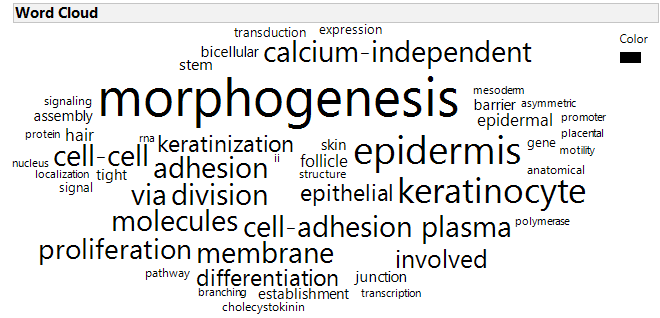 Word Cloud
transduction expression
Color
bicellular calcium-independent
stem
morphogenesis
mesoderm
signaling barrier asymmetric
assembly epidermal promoter
protein hair rna keratinization skin epidermis gene placental
motility
nucleus cell-cell adhesion ii follicle anatomical
localization tight structure
signal via division epithelial keratinocyte
molecules cell-adhesion plasma polymerase
proliferation membrane involved
pathway differentiation junction
branching establishment transcription
cholecystokinin